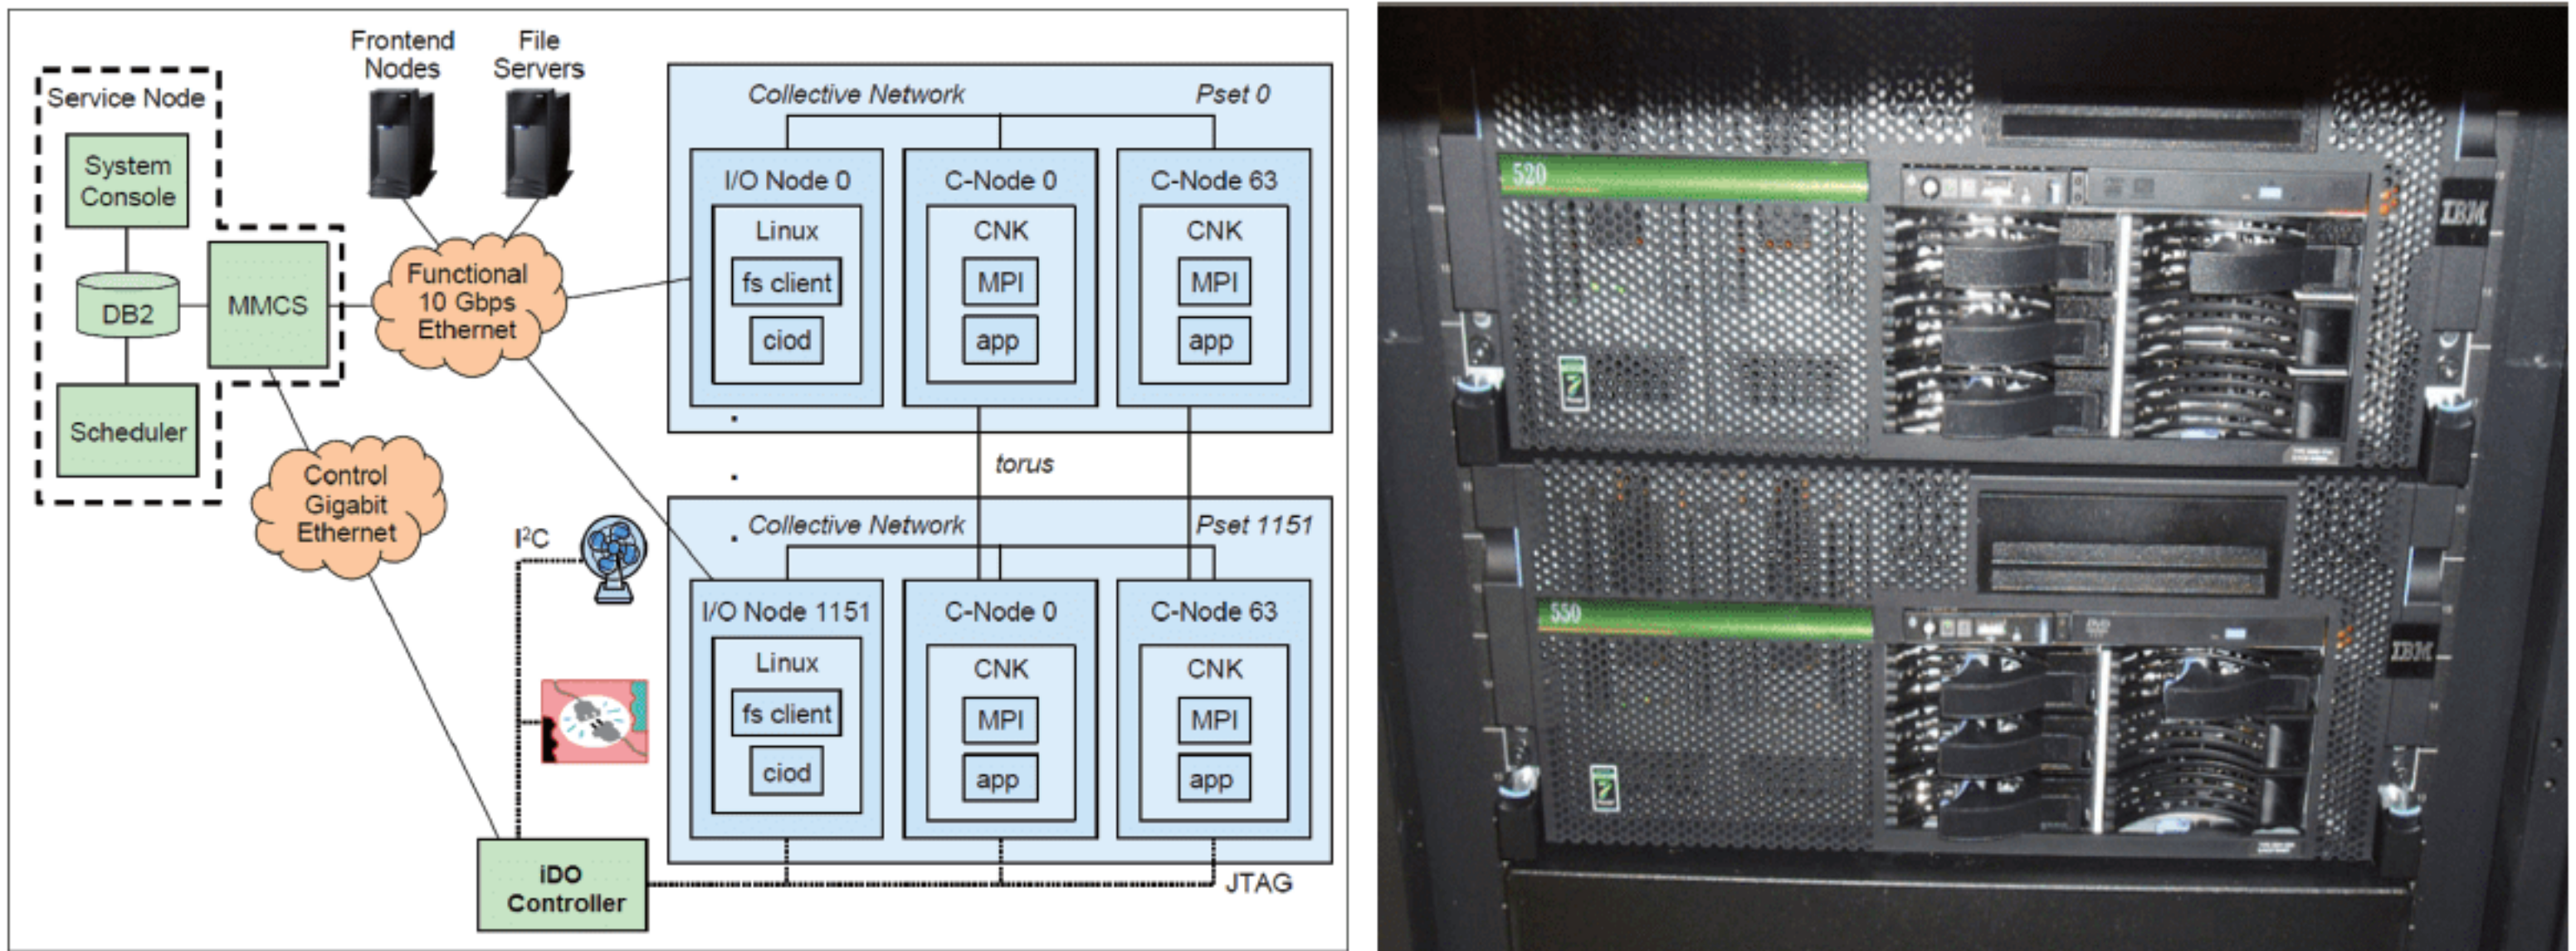 Frontend
Nodes
File
Servers
Service Node
System
Console
DB2
MMCS
Scheduler
Functional
10 Gbps
Ethernet
Control
Gigabit
Ethernet
I²C
iDO
Controller
Collective Network
Pset 0
I/O Node 0
Linux
fs client
ciod
C-Node 0
CNK
MPI
app
C-Node 63
CNK
MPI
app
torus
Collective Network
Pset 1151
I/O Node 1151
Linux
fs client
ciod
C-Node 0
CNK
MPI
app
C-Node 63
CNK
MPI
app
JTAG
520
IBM
550
IBM